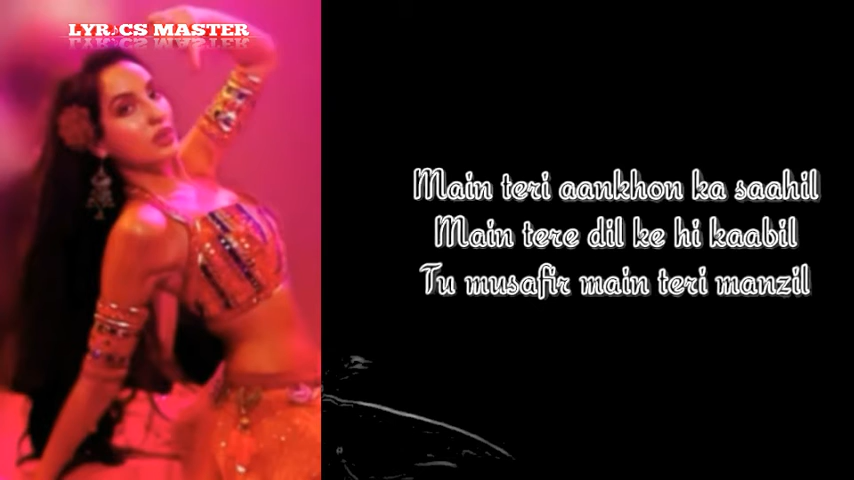 LYRICS MASTER
Main teri aankhon ka saahil
Main tere dil ke hi kaabil
Tu musafir main teri manzil